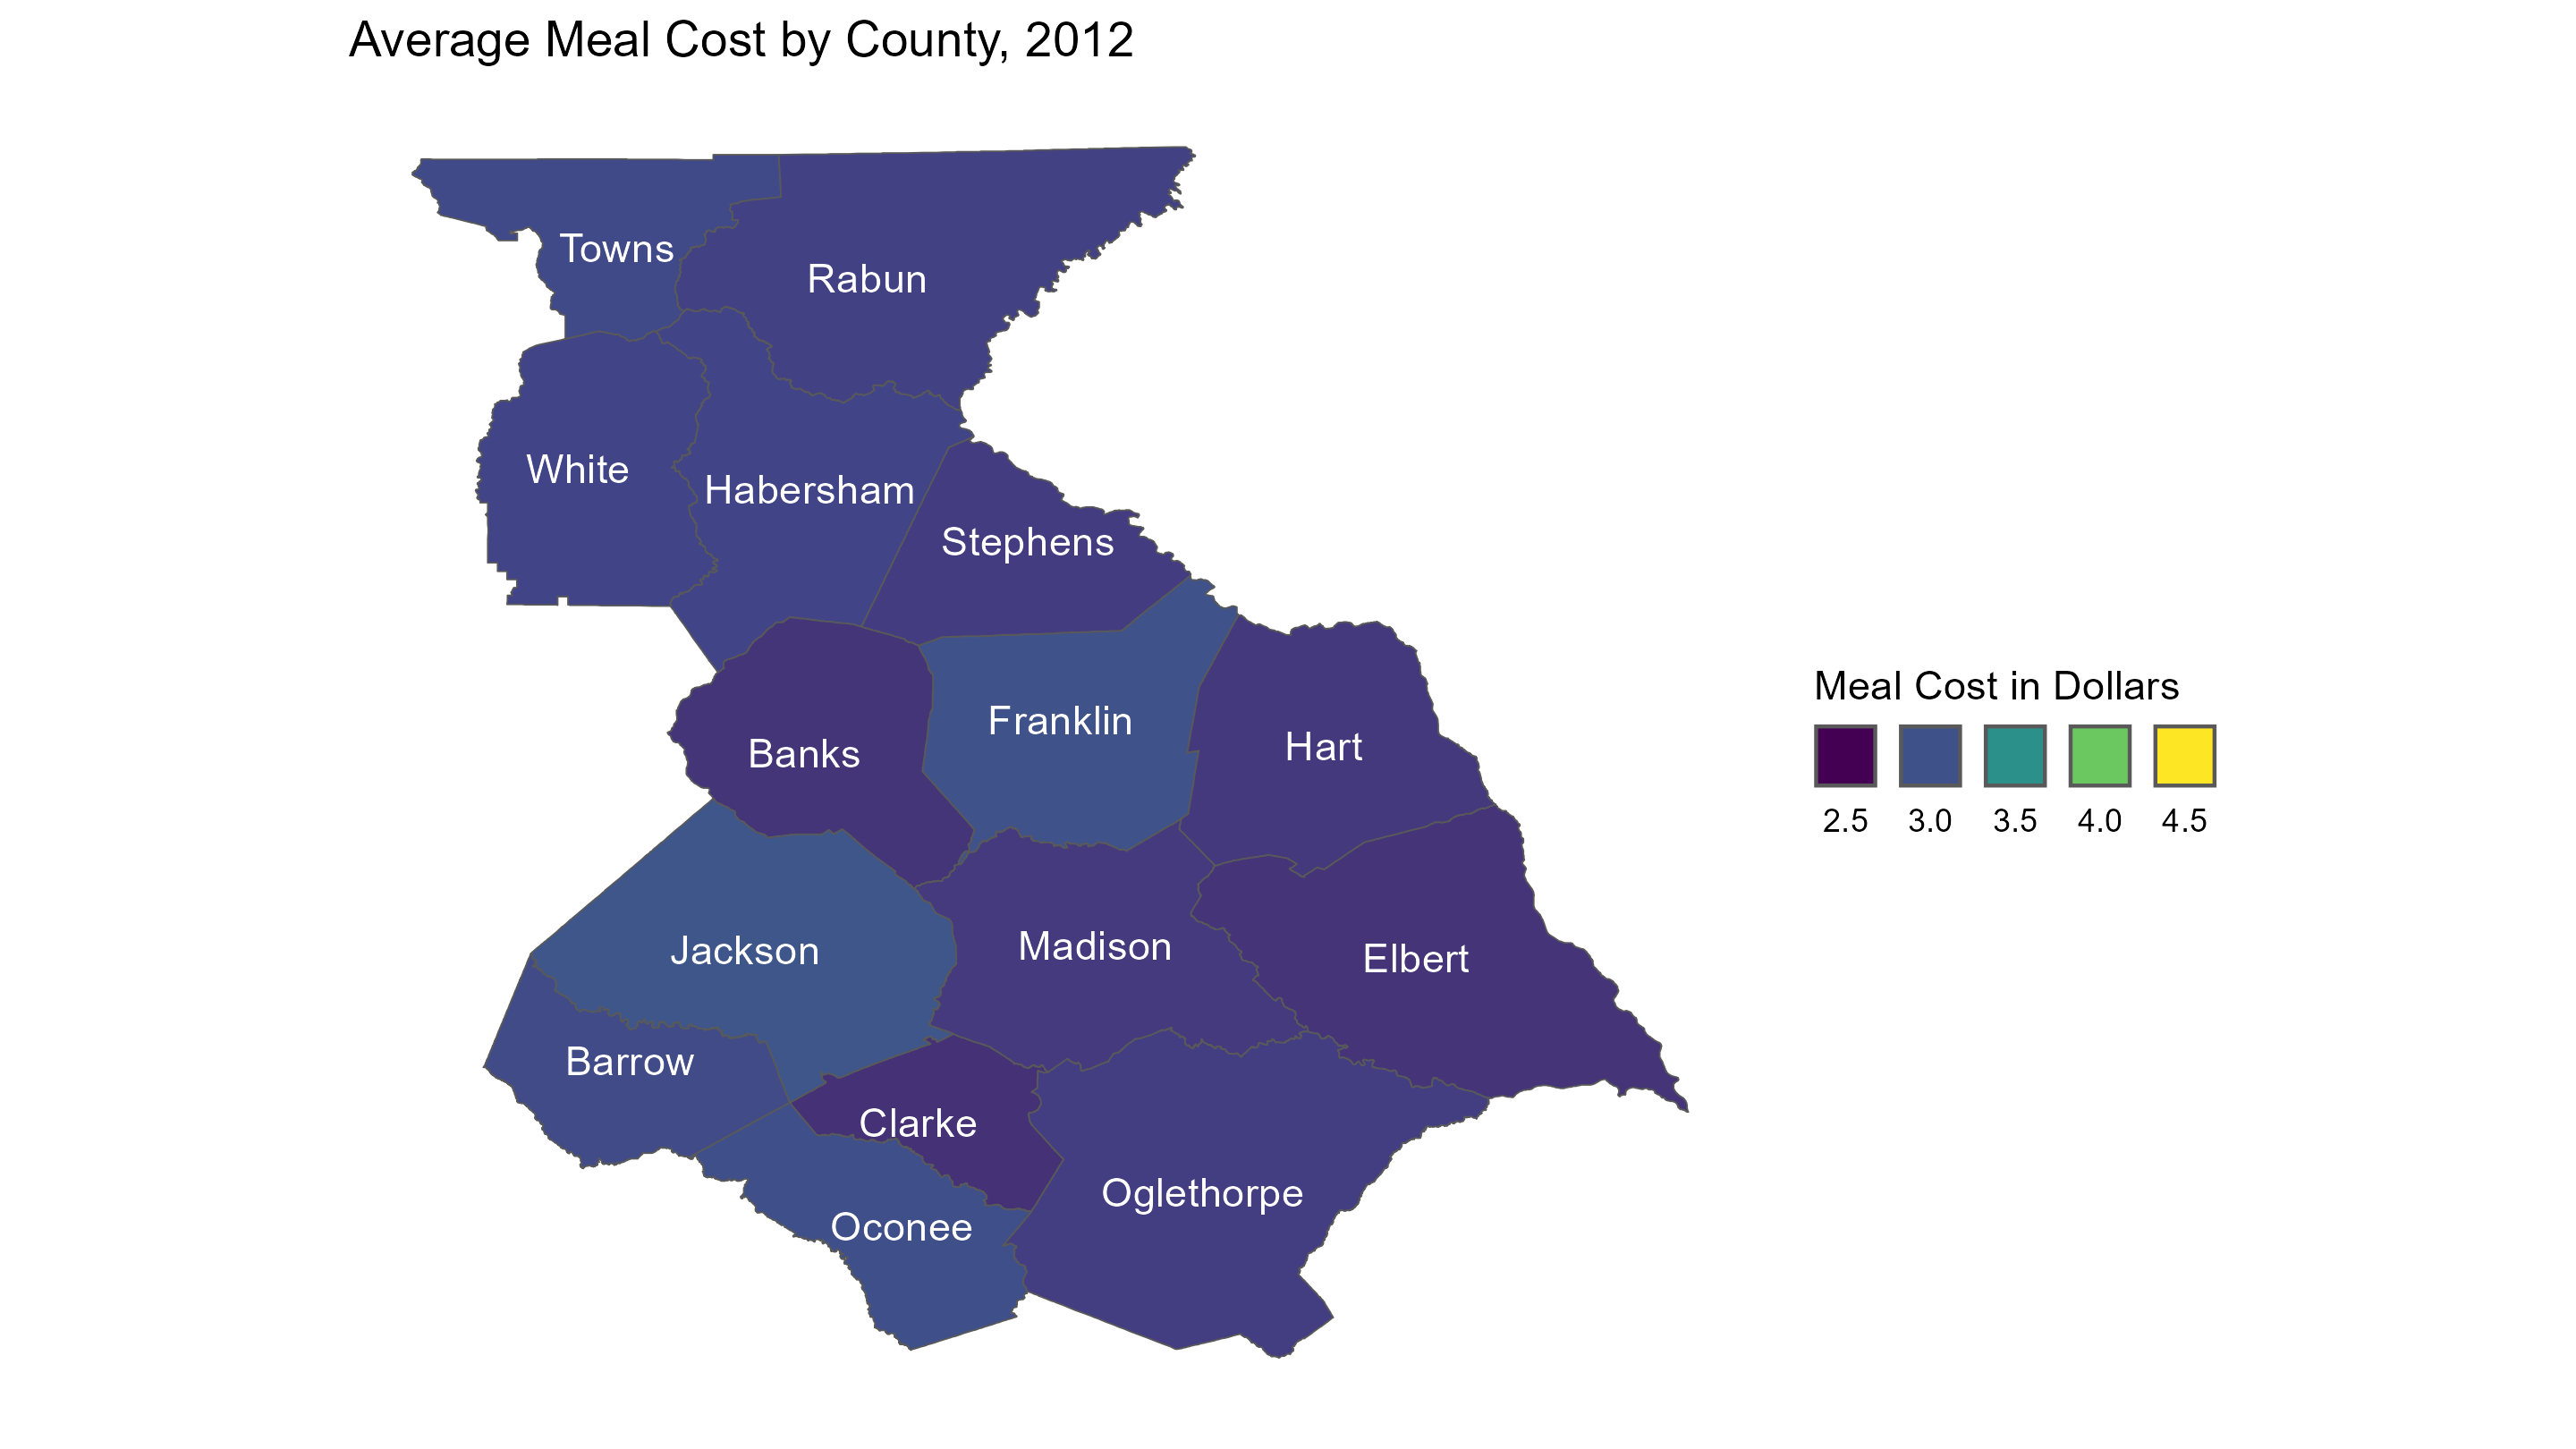 Average Meal Cost by County, 2012
Towns
Rabun
White
Habersham
Stephens
Franklin
Hart
Banks
Jackson
Madison
Elbert
Barrow
Clarke
Oglethorpe
Oconee
Meal Cost in Dollars
2.5 3.0 3.5 4.0 4.5